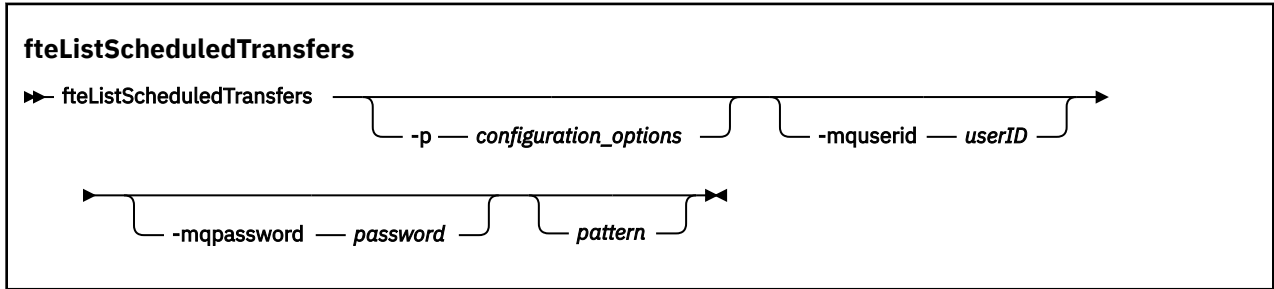 fteListScheduledTransfers
fteListScheduledTransfers
-p configuration_options -mquserid userID
-mqpassword password pattern